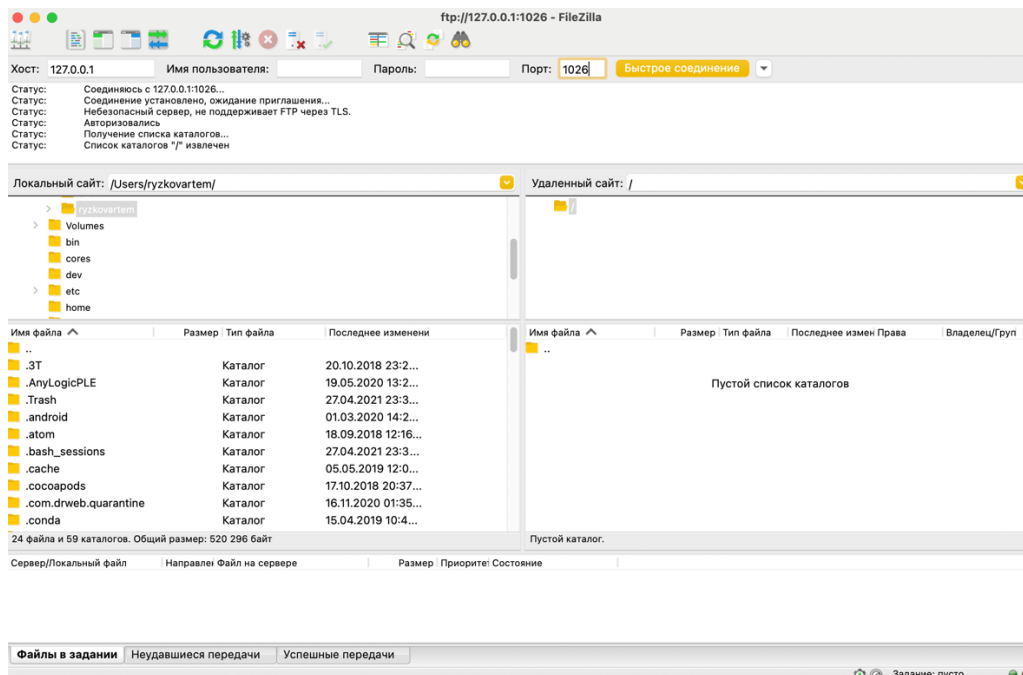 ftp://127.0.0.1:1026 - FileZilla
Хост: 127.0.0.1 Имя пользователя: Пароль: Порт: 1026 Быстрое соединение
Статус: Соединяюсь с 127.0.0.1:1026...
Статус: Соединение установлено, ожидание приглашения...
Статус: Небезопасный сервер, не поддерживает FTP через TLS.
Статус: Авторизовались
Статус: Получение списка каталогов...
Статус: Список каталогов "/" извлечен
Локальный сайт: /Users/ryzkovartem/
ryzkovartem
Volumes
bin
cores
dev
etc
home
Удаленный сайт: /
/
Имя файла Размер Тип файла Последнее изменени
..
.3T Каталог 20.10.2018 23:2...
.AnyLogicPLE Каталог 19.05.2020 13:2...
.Trash Каталог 27.04.2021 23:3...
.android Каталог 01.03.2020 14:2...
.atom Каталог 18.09.2018 12:16...
.bash_sessions Каталог 27.04.2021 23:3...
.cache Каталог 05.05.2019 12:0...
.cocoapods Каталог 17.10.2018 20:37...
.com.drweb.quarantine Каталог 16.11.2020 01:35...
.conda Каталог 15.04.2019 10:4...
24 файла и 59 каталогов. Общий размер: 520 296 байт
Имя файла Размер Тип файла Последнее измен Права Владелец/Груп
..
Пустой список каталогов
Пустой каталог.
Сервер/Локальный файл Направлен Файл на сервере Размер Приоритет Состояние
Файлы в задании Неудавшиеся передачи Успешные передачи
Задание: пусто